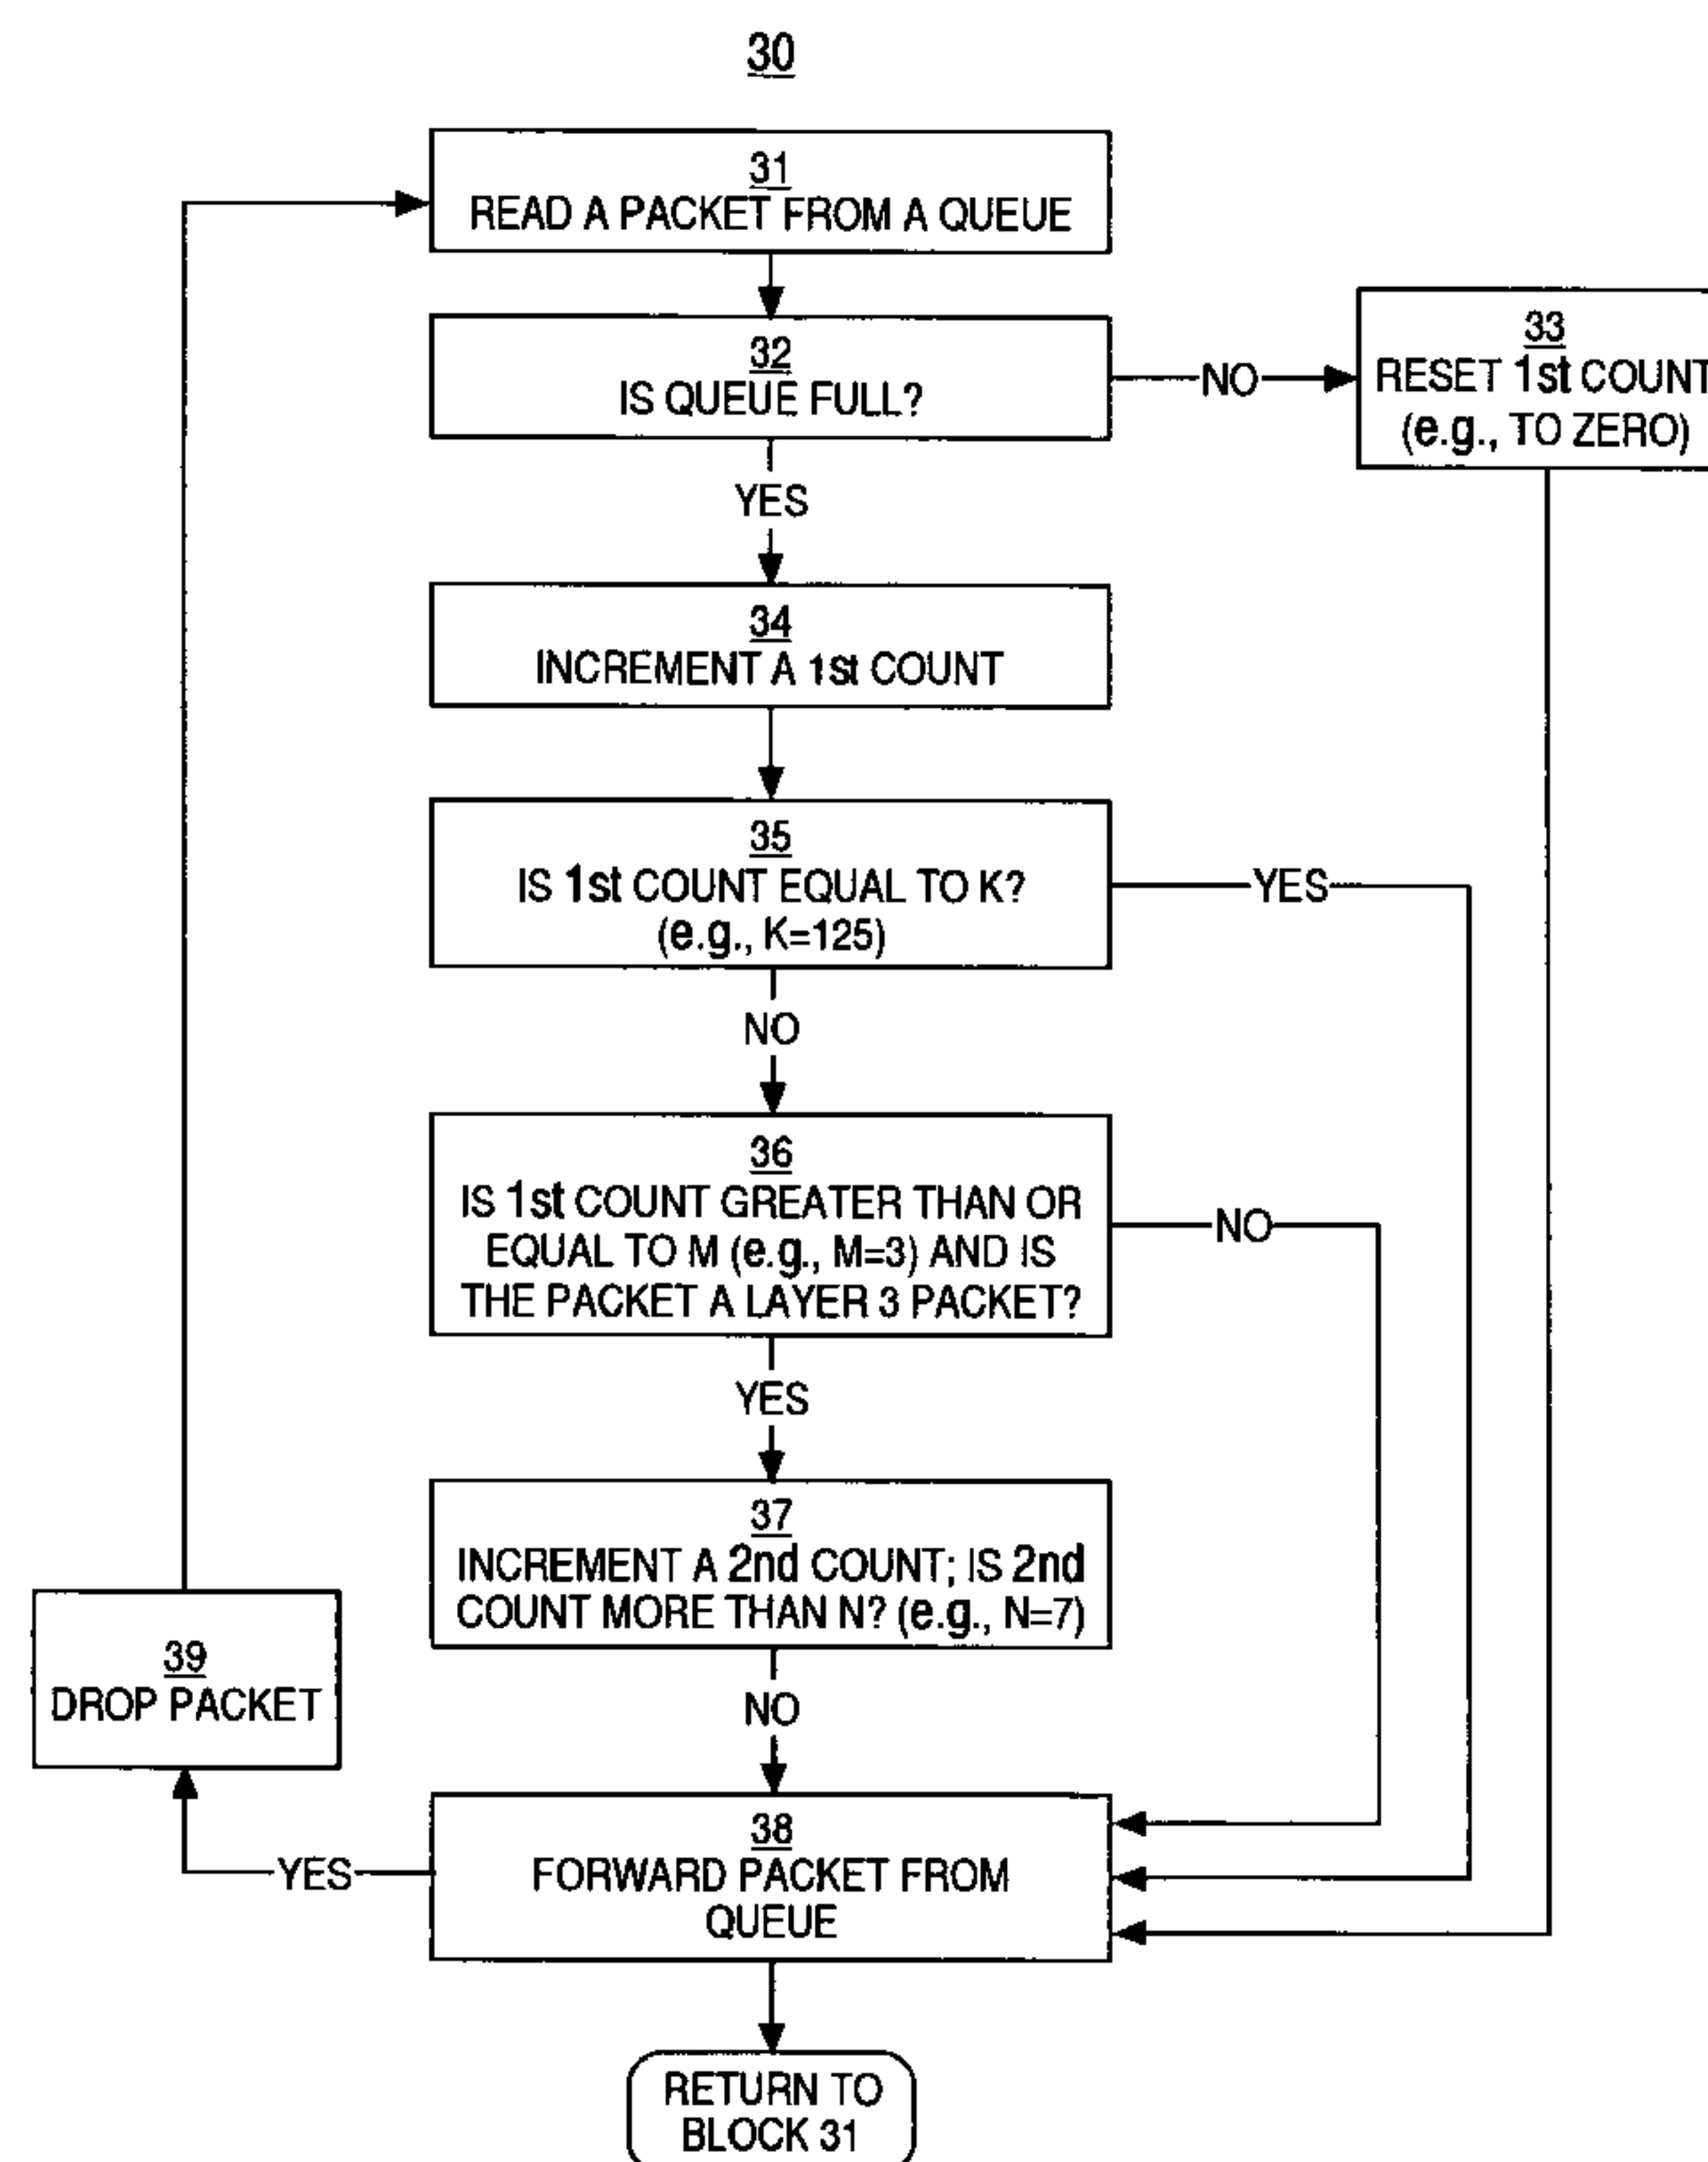 30
31
READ A PACKET FROM A QUEUE
32
IS QUEUE FULL?
NO
33
RESET 1st COUNT
(e.g., TO ZERO)
YES
34
INCREMENT A 1st COUNT
35
IS 1st COUNT EQUAL TO K?
(e.g., K=125)
YES
NO
36
IS 1st COUNT GREATER THAN OR
EQUAL TO M (e.g., M=3) AND IS
THE PACKET A LAYER 3 PACKET?
NO
YES
37
INCREMENT A 2nd COUNT; IS 2nd
COUNT MORE THAN N? (e.g., N=7)
39
DROP PACKET
NO
38
FORWARD PACKET FROM
QUEUE
YES
RETURN TO
BLOCK 31